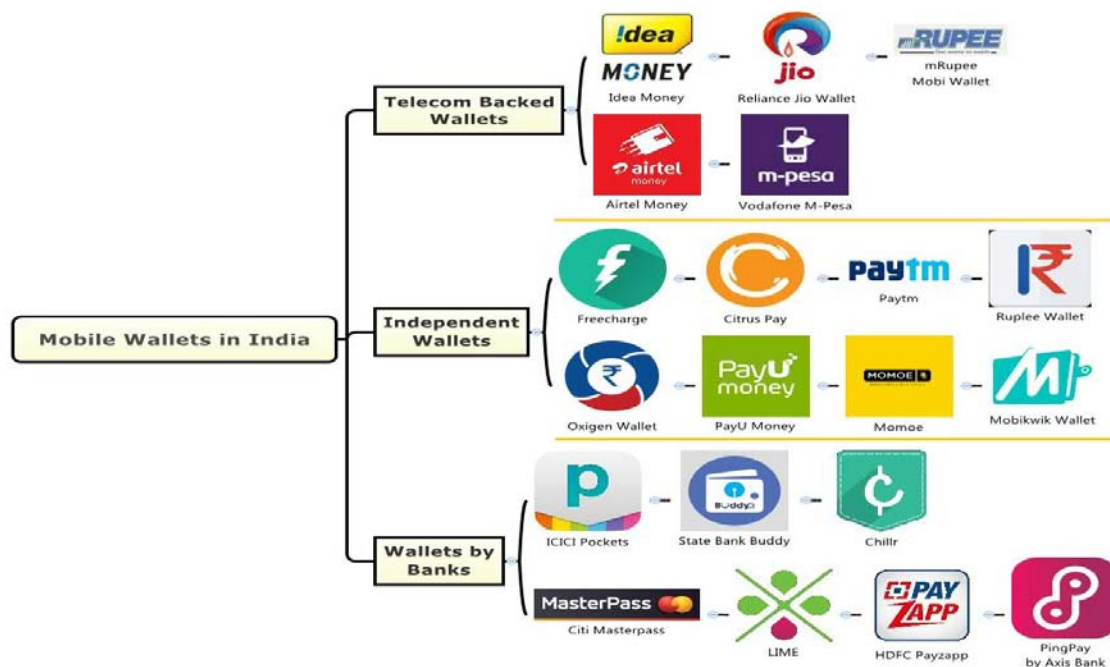 Mobile Wallets in India
Telecom Backed
Wallets
!dea
MONEY
Idea Money
Jio
Reliance Jio Wallet
mRUPEE
mRupee
Mobi Wallet
airtel
money
Airtel Money
m-pesa
Vodafone M-Pesa
Independent
Wallets
Freecharge
Citrus Pay
paytm
Paytm
Ruplee Wallet
₹
Oxigen Wallet
PayU
money
PayU Money
MOMOE
Momoe
Mobikwik Wallet
Wallets by
Banks
p
ICICI Pockets
Buddy
State Bank Buddy
Chillr
MasterPass
Citi Masterpass
LIME
PAY
ZAPP
HDFC Payzapp
PingPay
by Axis Bank